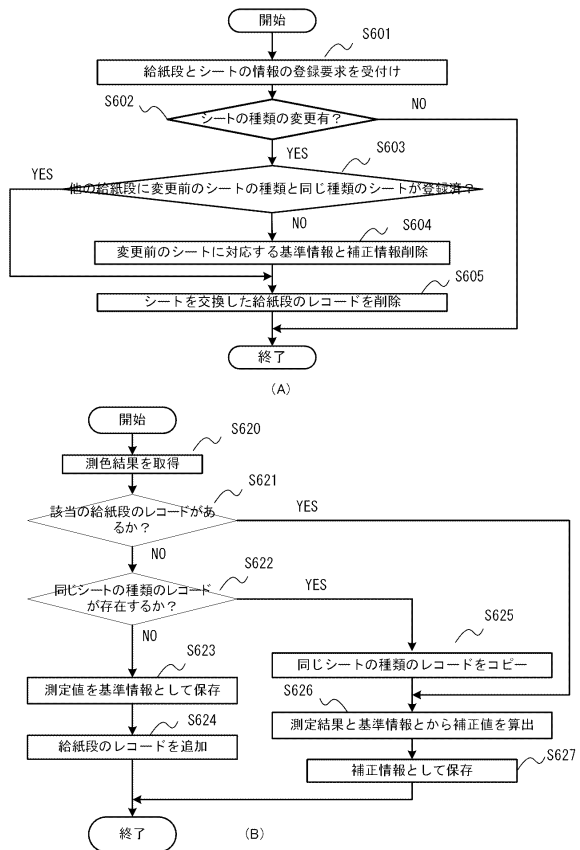 開始
S601
給紙段とシートの情報の登録要求を受付け
S602
シートの種類の変更有?
NO
YES
S603
YES
他の給紙段に変更前のシートの種類と同じ種類のシートが登録済?
NO
S604
変更前のシートに対応する基準情報と補正情報削除
S605
シートを交換した給紙段のレコードを削除
終了
(A)
開始
S620
測色結果を取得
S621
該当の給紙段のレコードがあ
るか?
YES
NO
S622
同じシートの種類のレコード
が存在するか?
YES
NO
S625
同じシートの種類のレコードをコピー
S623
測定値を基準情報として保存
S626
測定結果と基準情報とから補正値を算出
S624
給紙段のレコードを追加
S627
補正情報として保存
終了
(B)